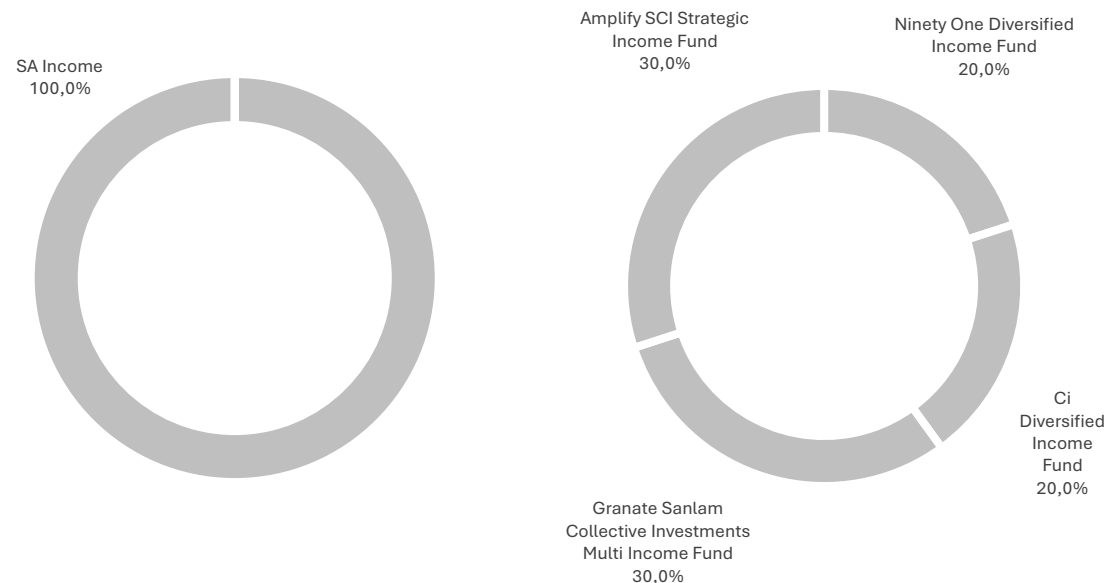 SA Income
100,0%
Amplify SCI Strategic
Income Fund
30,0%
Ninety One Diversified
Income Fund
20,0%
Ci
Diversified
Income
Fund
20,0%
Granate Sanlam
Collective Investments
Multi Income Fund
30,0%